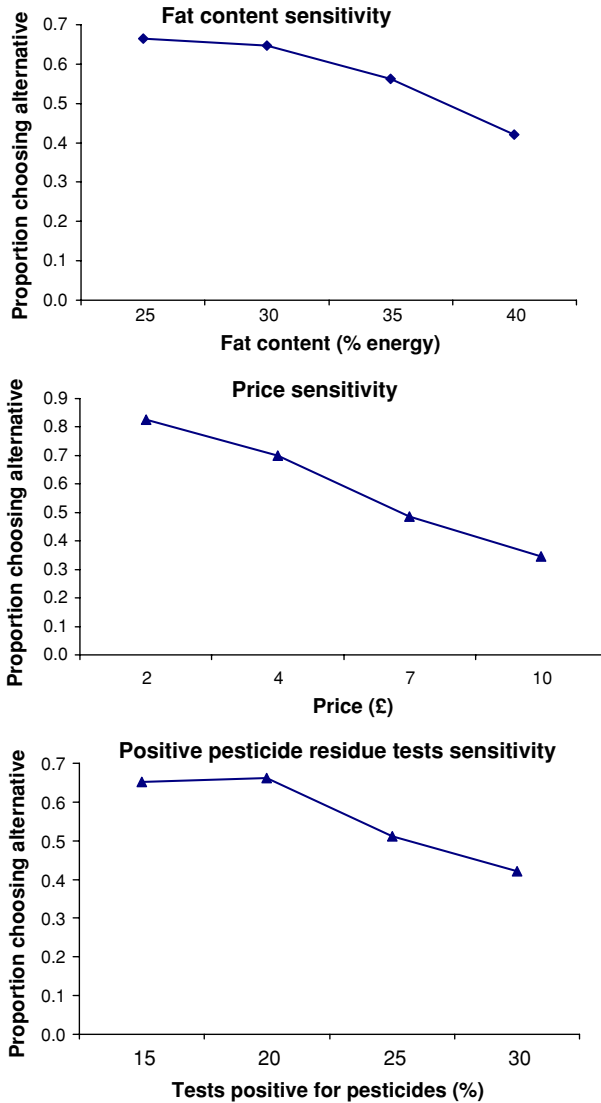 Fat content sensitivity
Proportion choosing alternative
0.7
0.6
0.5
0.4
0.3
0.2
0.1
0.0
25 30 35 40
Fat content (% energy)
Price sensitivity
Proportion choosing alternative
0.9
0.8
0.7
0.6
0.5
0.4
0.3
0.2
0.1
0.0
2 4 7 10
Price (£)
Positive pesticide residue tests sensitivity
Proportion choosing alternative
0.7
0.6
0.5
0.4
0.3
0.2
0.1
0.0
15 20 25 30
Tests positive for pesticides (%)